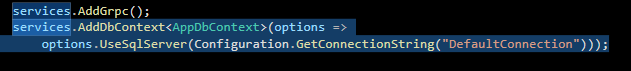 services.AddGrpc();
services.AddDbContext<AppDbContext>(options =>
options.UseSqlServer(Configuration.GetConnectionString("DefaultConnection")));